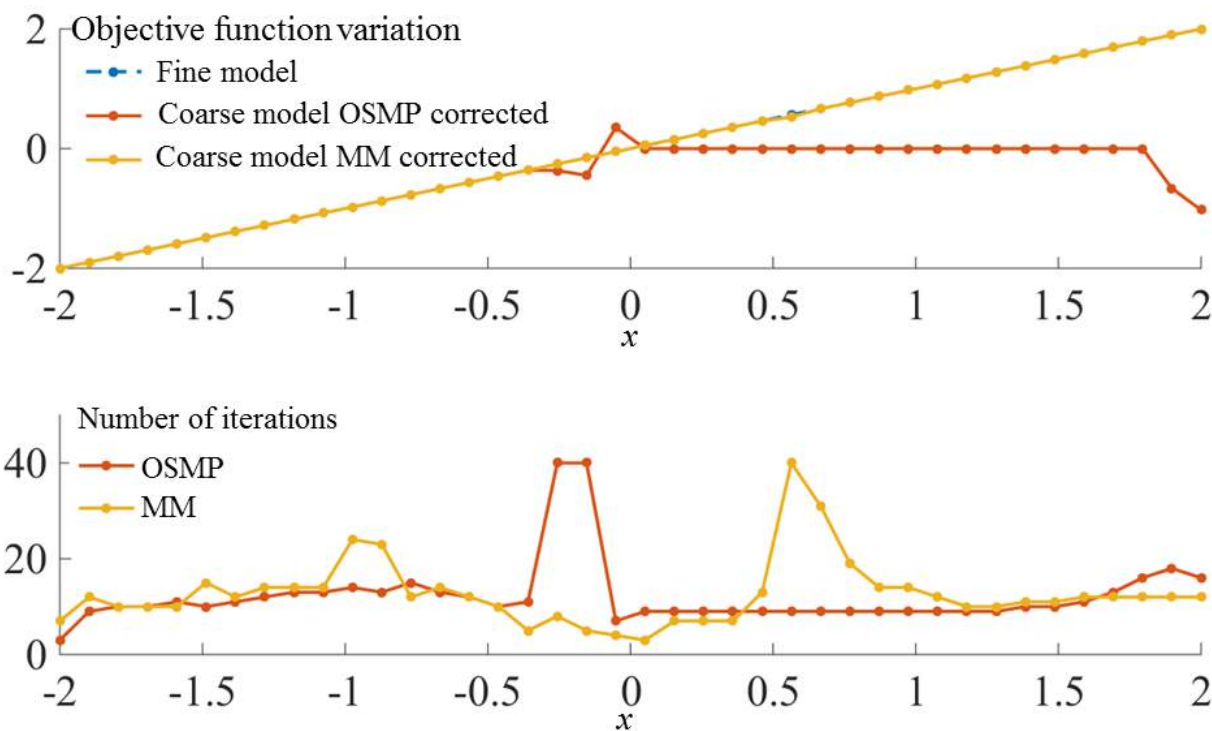 Objective function variation
Fine model
Coarse model OSMP corrected
Coarse model MM corrected
2
0
-2
-2 -1.5 -1 -0.5 0 0.5 1 1.5 2
x
Number of iterations
OSMP
MM
40
20
0
-2 -1.5 -1 -0.5 0 0.5 1 1.5 2
x